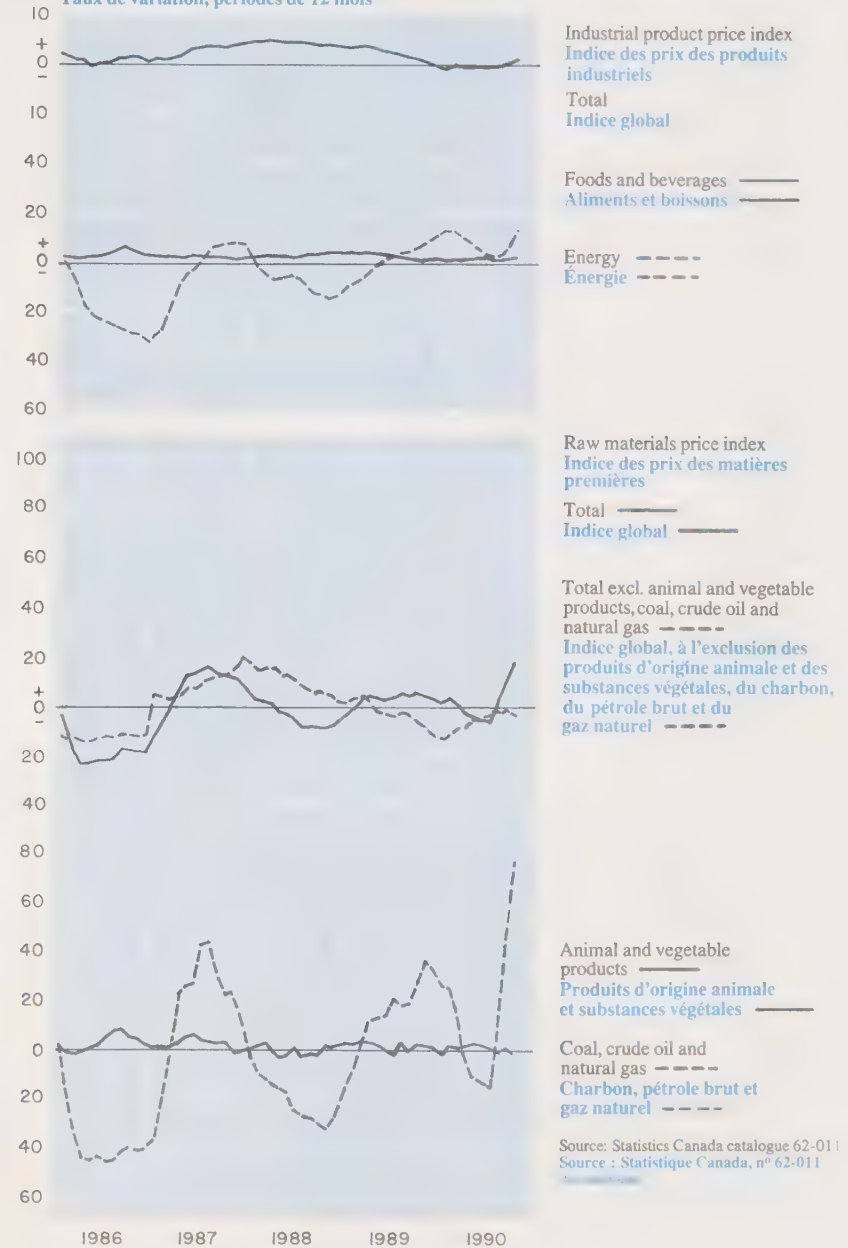 Taux de variation, périodes de 12 mois
10
+
0
−
10
40
20
+
0
−
20
40
60
Industrial product price index
Indice des prix des produits
industriels
Total
Indice global
Foods and beverages
Aliments et boissons
Energy
Énergie
100
80
60
40
20
+
0
−
20
40
80
60
40
20
0
20
40
60
Raw materials price index
Indice des prix des matières
premières
Total
Indice global
Total excl. animal and vegetable
products, coal, crude oil and
natural gas
Indice global, à l'exclusion des
produits d'origine animale et des
substances végétales, du charbon,
du pétrole brut et du
gaz naturel
Animal and vegetable
products
Produits d'origine animale
et substances végétales
Coal, crude oil and
natural gas
Charbon, pétrole brut et
gaz naturel
Source: Statistics Canada catalogue 62-011
Source : Statistique Canada, nº 62-011
1986 1987 1988 1989 1990